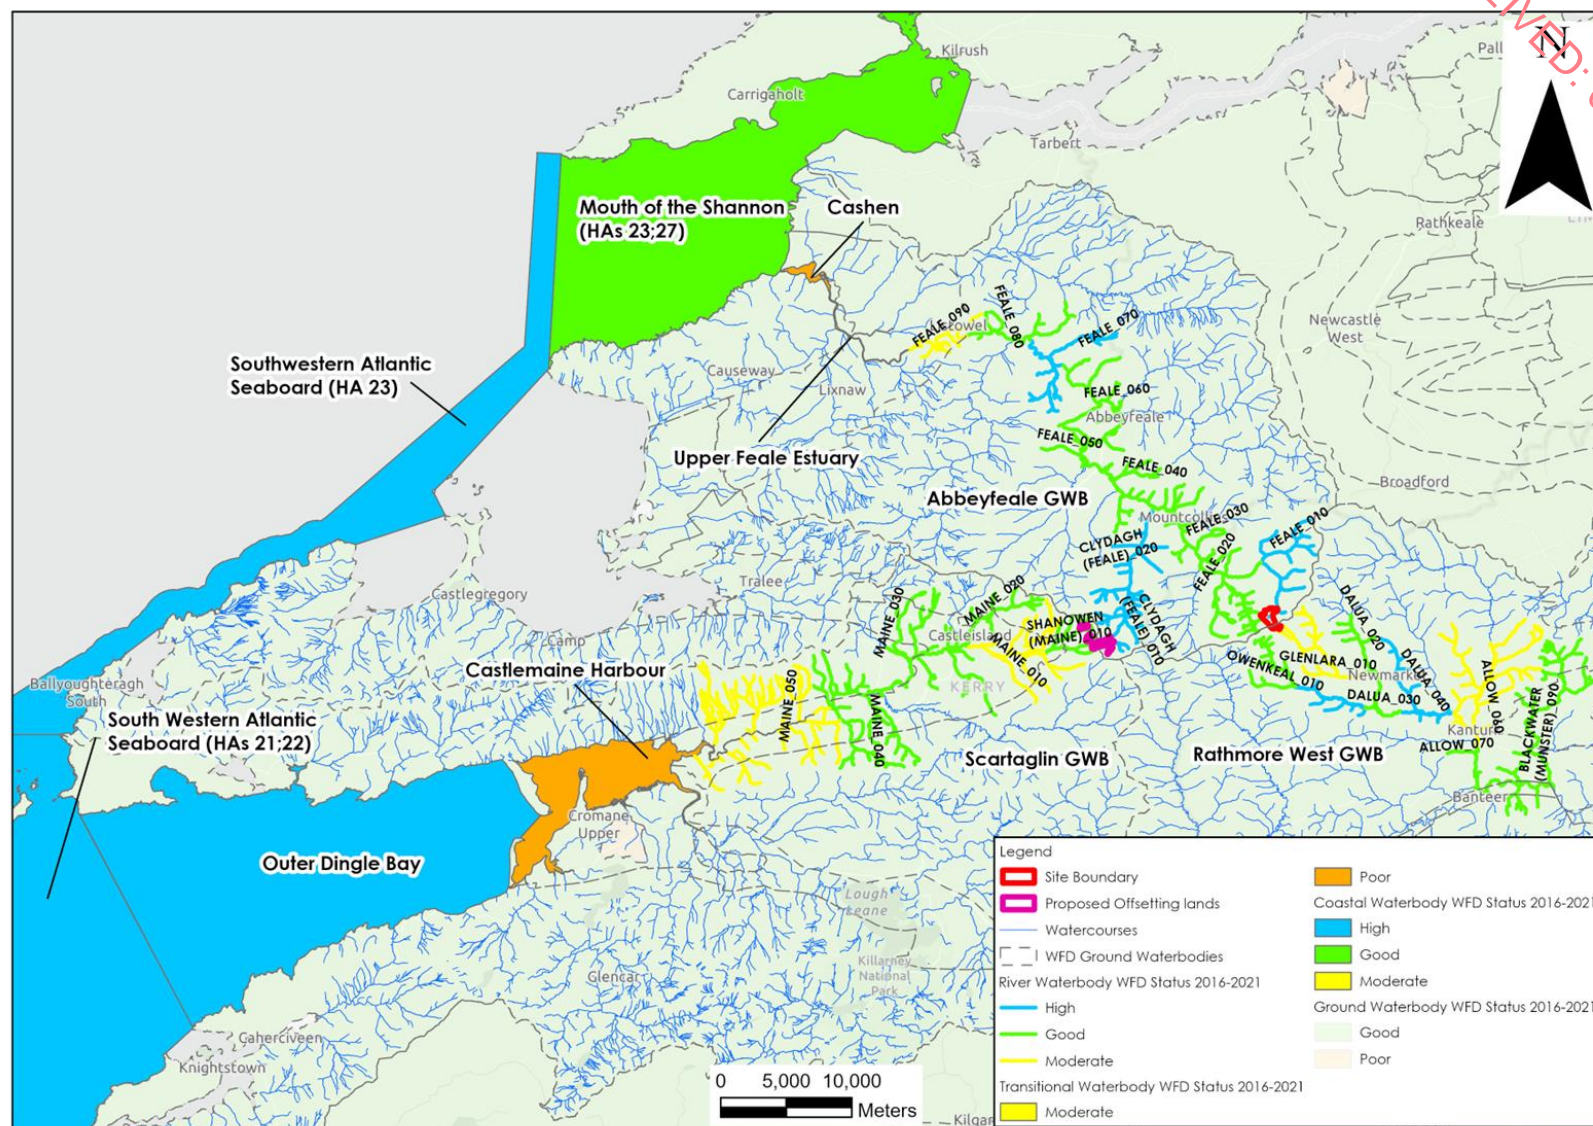 N
Kilrush
Pall
Carrigaholt
Tarbert
Mouth of the Shannon
(HAs 23;27)
Cashen
Rathkeale
FEALE_090
FEALE_080
FEALE_070
Newcastle
West
Southwestern Atlantic
Seaboard (HA 23)
Causeway
Lixnaw
FEALE_060
Abbeyfeale
FEALE_050
Upper Feale Estuary
FEALE_040
Broadford
Abbeyfeale GWB
FEALE_030
FEALE_010
CLYDAGH
(FEALE)_020
FEALE_020
Tralee
Castlegregory
MAINE_030
MAINE_020
CLYDAGH
(FEALE)_010
DALUA_020
Camp
Castleisland
SHANOWEN
(MAINE)_010
MAINE_010
GLENLARA_010
DALUA_040
Castlemaine Harbour
OWENKEAL_010
Newmarket
DALUA_030
ALLOW_060
KERRY
Ballyoughteragh
South
MAINE_050
MAINE_040
BLACKWATER
(MUNSTER)_090
South Western Atlantic
Seaboard (HAs 21;22)
Kanturk
ALLOW_070
Scartaglin GWB
Rathmore West GWB
Banteer
Cromane
Upper
Outer Dingle Bay
Lough
Leane
Killarney
National
Park
Glencar
Caherciveen
Knightstown
Legend
Site Boundary
Proposed Offsetting lands
Watercourses
WFD Ground Waterbodies
River Waterbody WFD Status 2016-2021
High
Good
Moderate
Transitional Waterbody WFD Status 2016-2021
Moderate
Poor
Coastal Waterbody WFD Status 2016-2021
High
Good
Moderate
Ground Waterbody WFD Status 2016-2021
Good
Poor
0 5,000 10,000
Meters
Kilgar